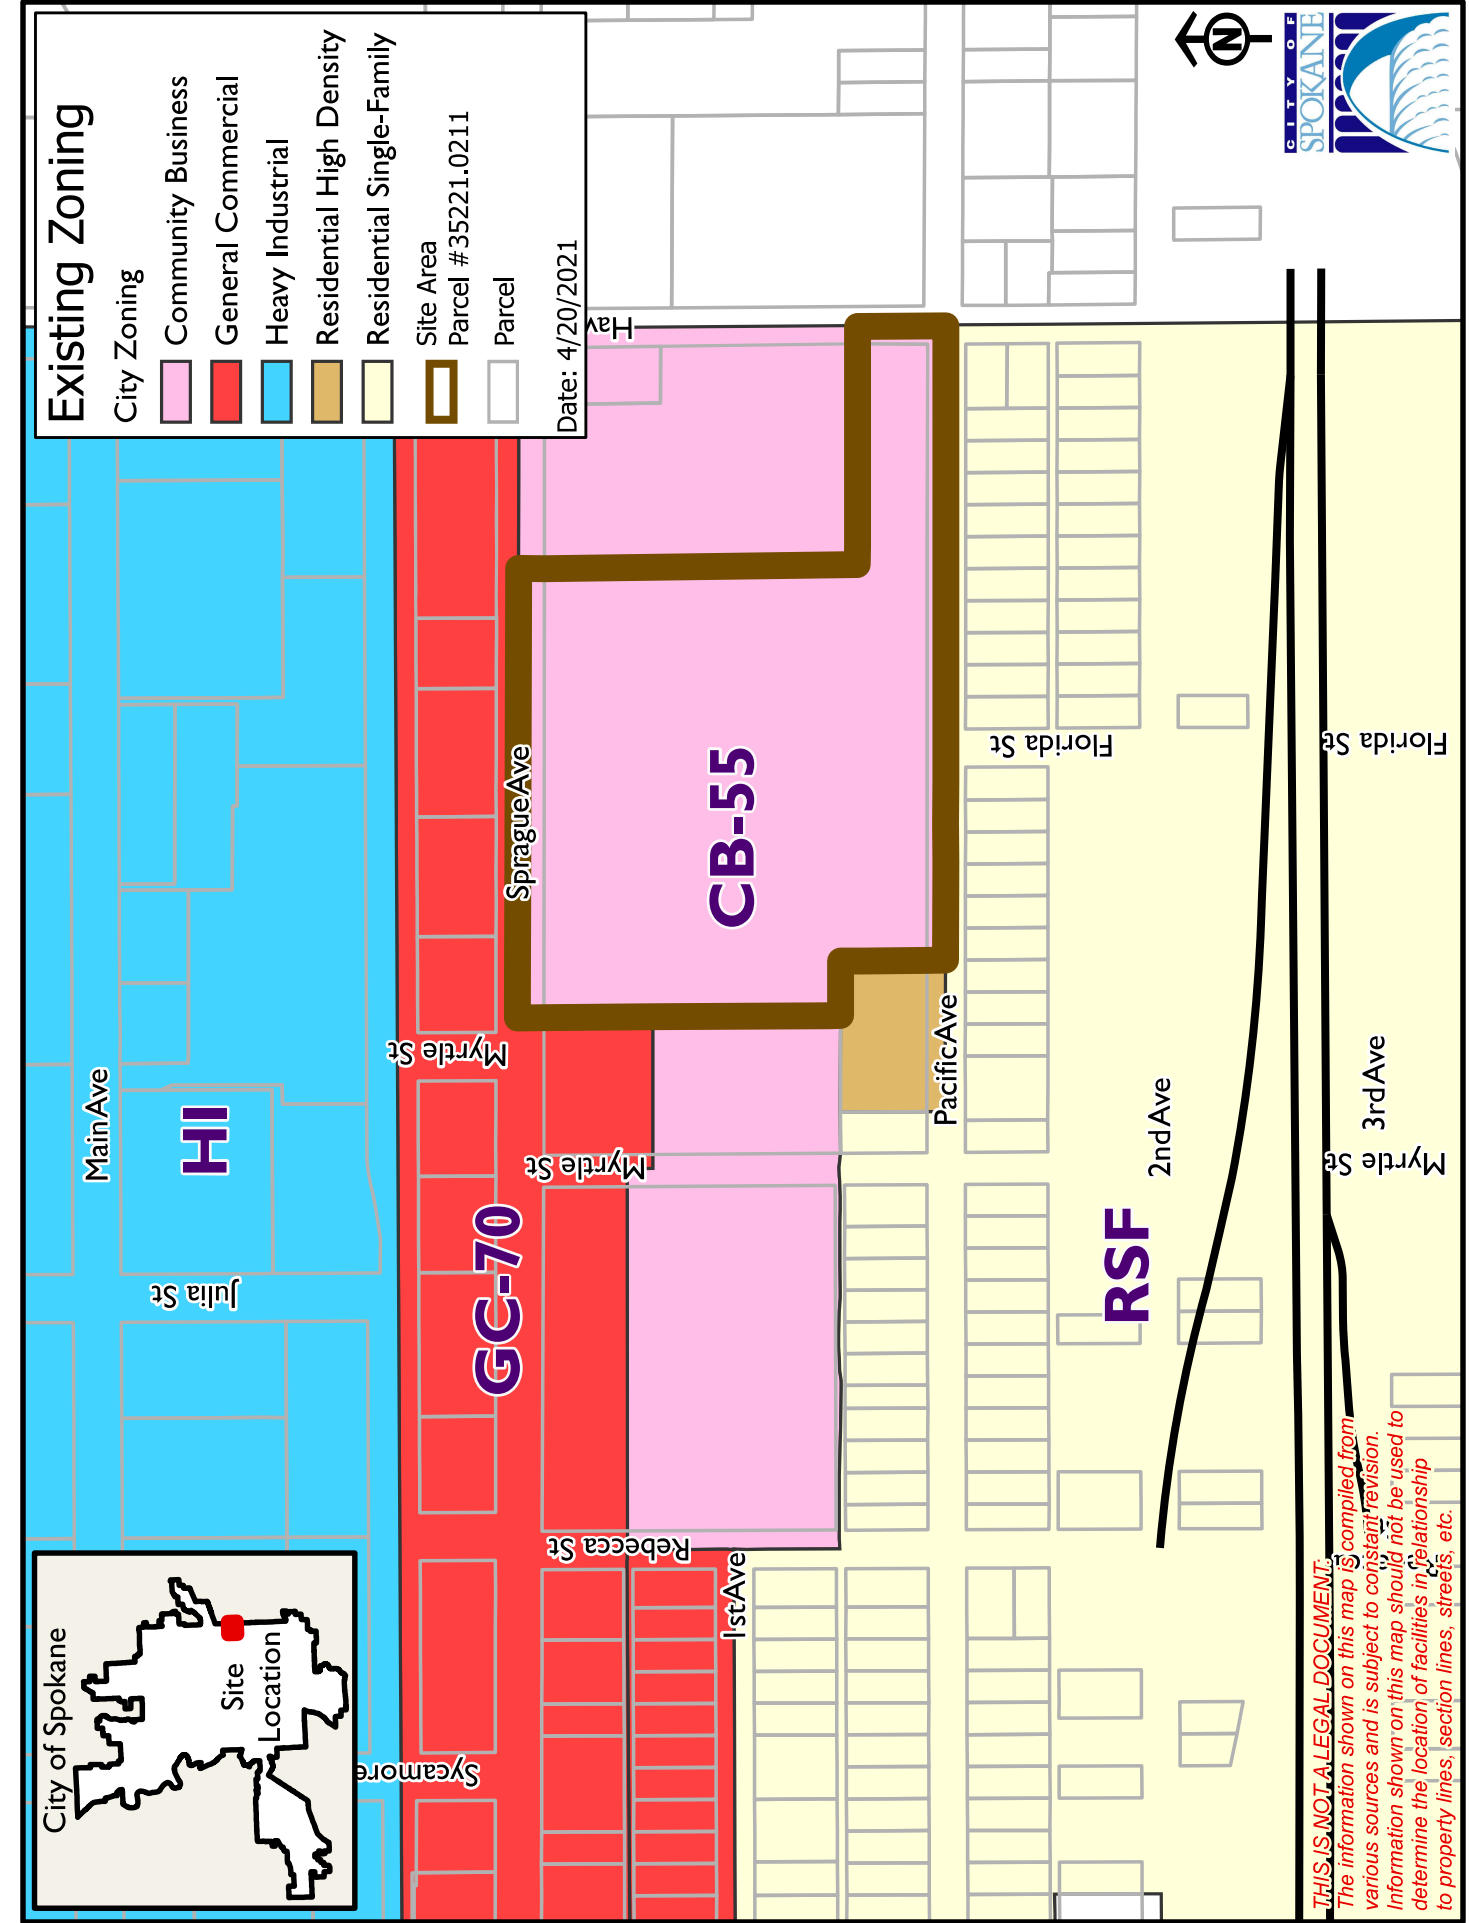 Existing Zoning
City Zoning
Community Business
General Commercial
Heavy Industrial
Residential High Density
Residential Single-Family
Site Area
Parcel #35221.0211
Parcel
Date: 4/20/2021
N
CITY OF
SPOKANE
City of Spokane
Site
Location
Main Ave
HI
Julia St
Sycamore
Myrtle St
GC-70
Sprague Ave
Myrtle St
Rebecca St
Hav
CB-55
1st Ave
Pacific Ave
Florida St
RSF
2nd Ave
3rd Ave
Florida St
Myrtle St
THIS IS NOT A LEGAL DOCUMENT:
The information shown on this map is compiled from
various sources and is subject to constant revision.
Information shown on this map should not be used to
determine the location of facilities in relationship
to property lines, section lines, streets, etc.